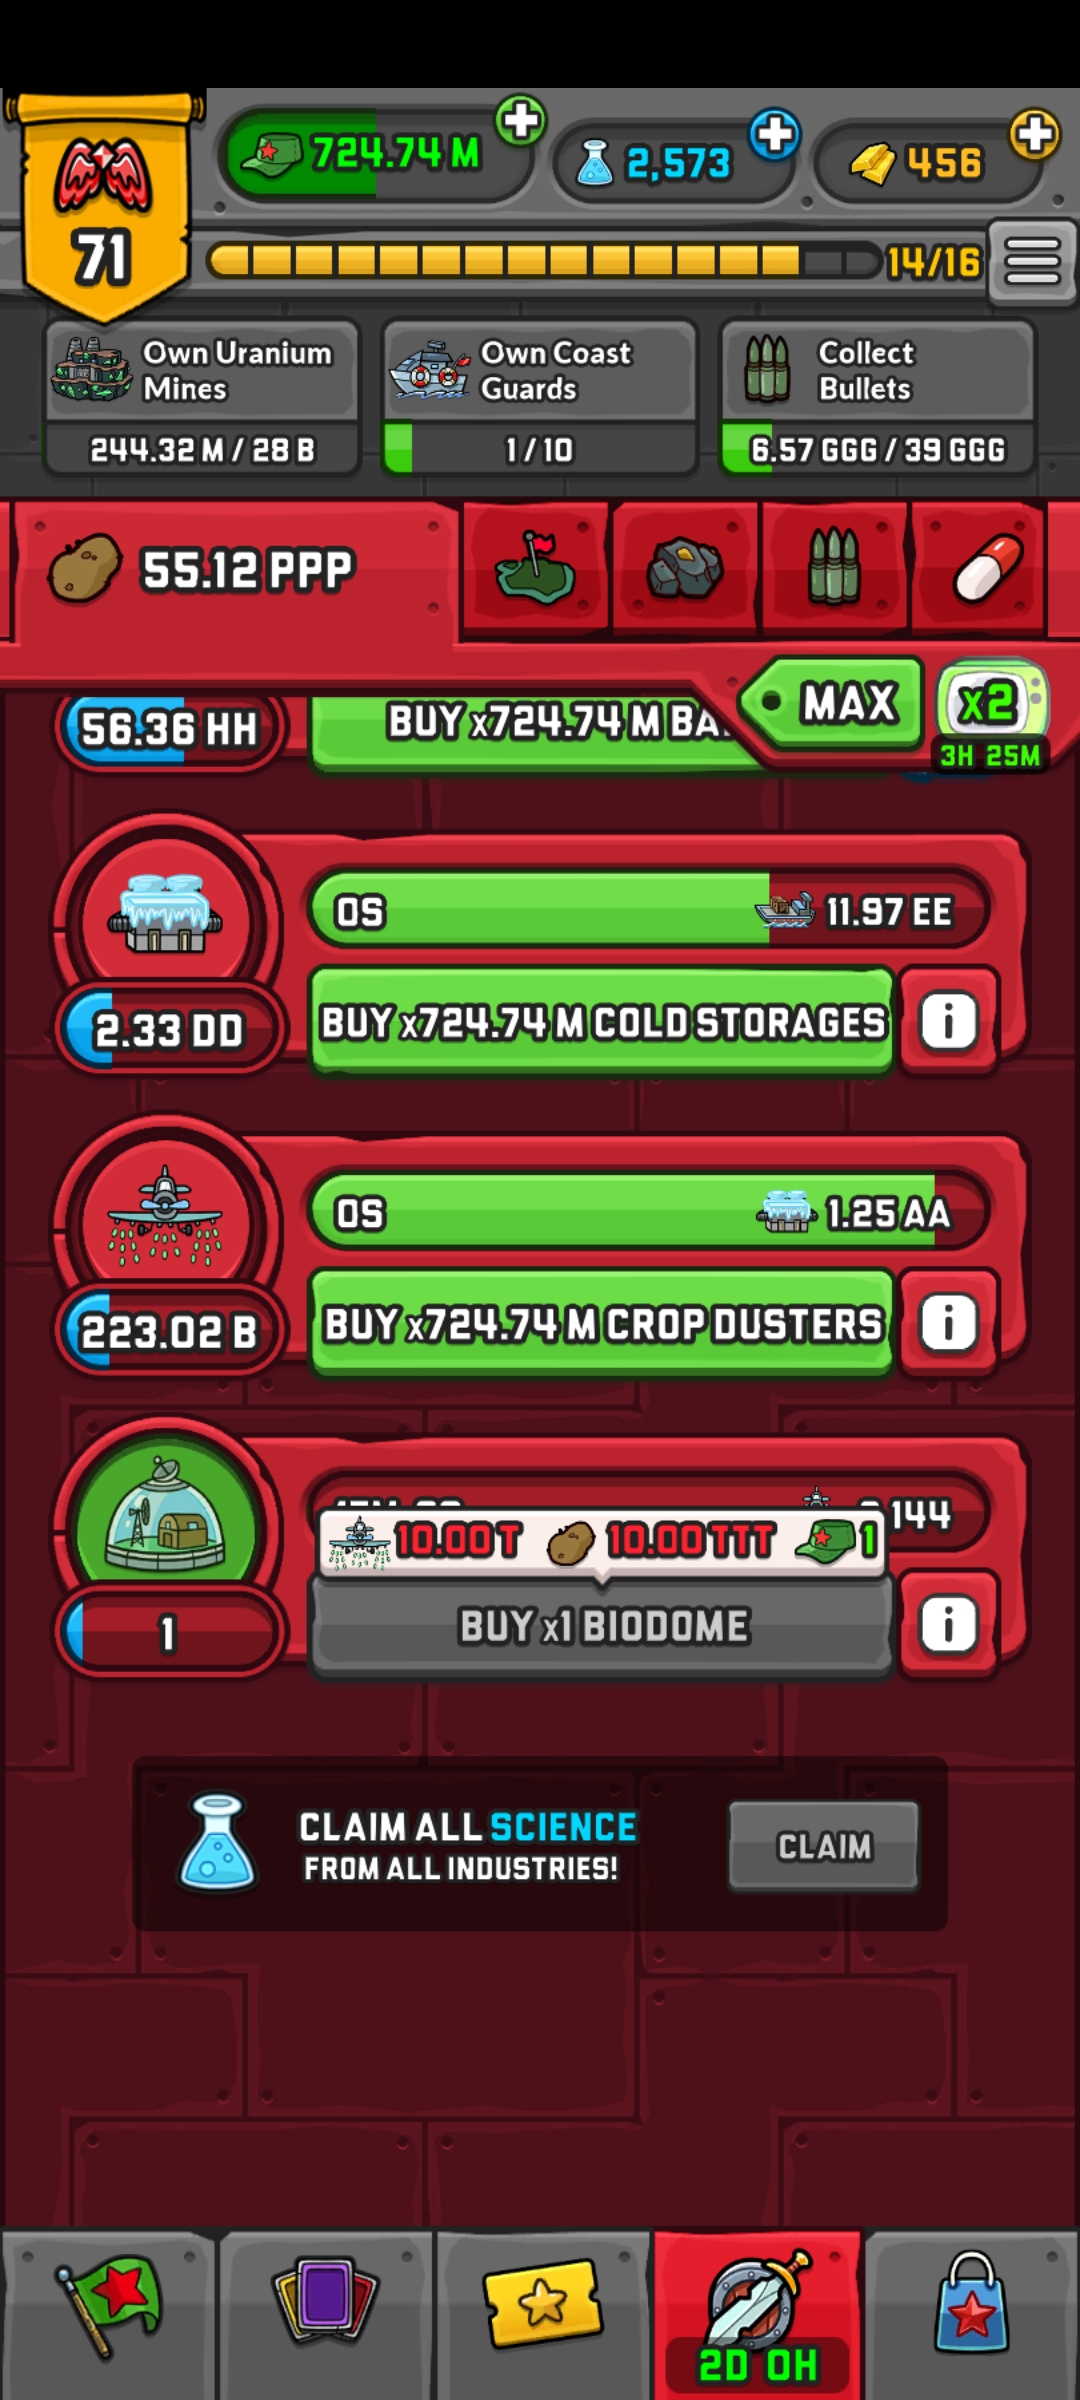 724.74 M
2,573
456
71
14/16
Own Uranium
Mines
244.32 M / 28 B
Own Coast
Guards
1 / 10
Collect
Bullets
6.57 GGG / 39 GGG
55.12 PPP
MAX
x2
3H 25M
56.36 HH
BUY x724.74 M BA
0S
11.97 EE
2.33 DD
BUY x724.74 M COLD STORAGES
i
0S
1.25 AA
223.02 B
BUY x724.74 M CROP DUSTERS
i
144
10.00 T
10.00 TTT
1
1
BUY x1 BIODOME
i
CLAIM ALL SCIENCE
FROM ALL INDUSTRIES!
CLAIM
2D 0H